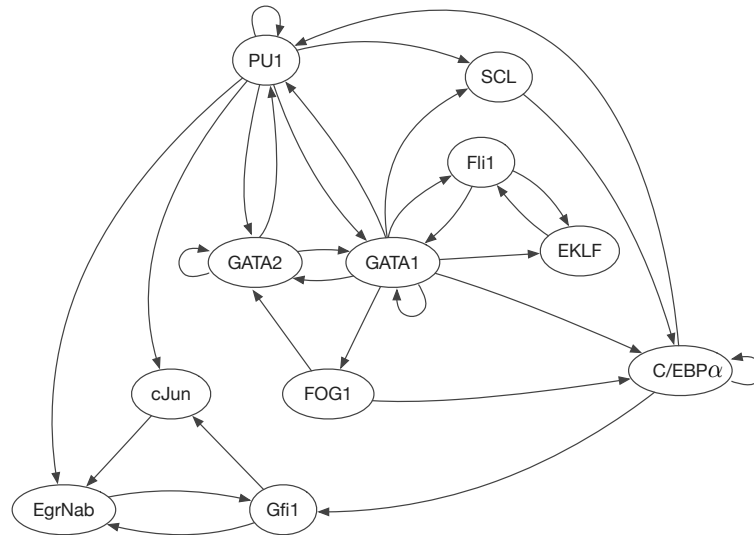 PU1
SCL
Fli1
EKLF
GATA2
GATA1
C/EBPα
cJun
FOG1
EgrNab
Gfi1